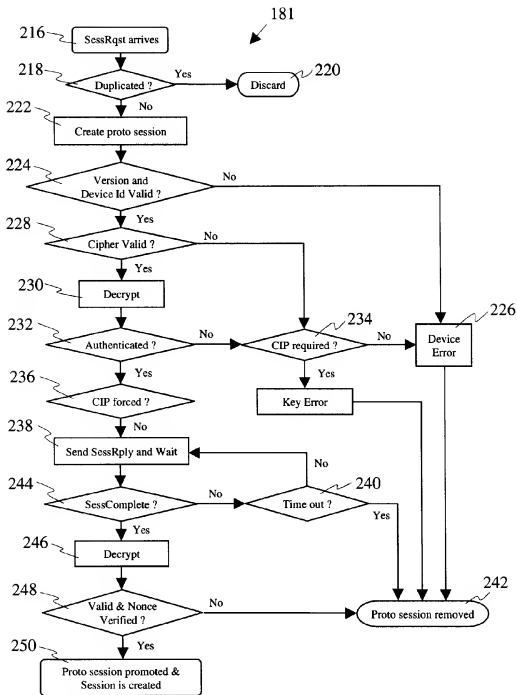 181
216
SessRqst arrives
218
Duplicated ?
Yes
220
Discard
No
222
Create proto session
224
Version and
Device Id Valid ?
No
Yes
228
Cipher Valid ?
No
Yes
230
Decrypt
232
Authenticated ?
No
234
CIP required ?
No
226
Device
Error
Yes
Yes
236
CIP forced ?
Key Error
No
238
Send SessRply and Wait
No
244
SessComplete ?
No
240
Time out ?
Yes
Yes
246
Decrypt
248
Valid & Nonce
Verified ?
No
242
Proto session removed
Yes
250
Proto session promoted &
Session is created